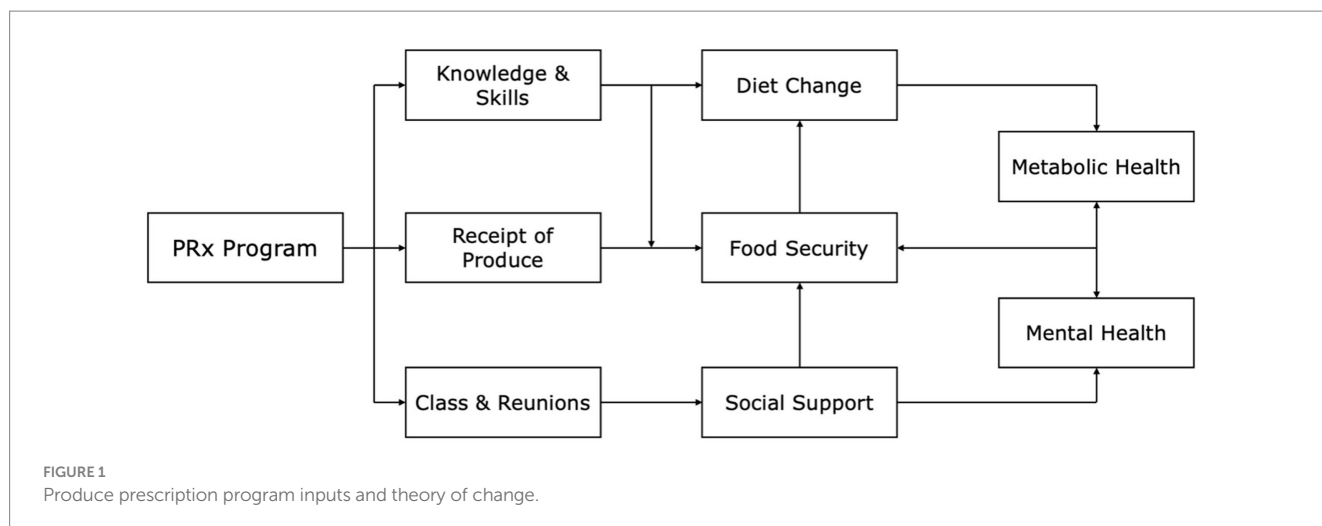 Knowledge &
Skills
Diet Change
Metabolic Health
PRx Program
Receipt of
Produce
Food Security
Mental Health
Class & Reunions
Social Support
FIGURE 1
Produce prescription program inputs and theory of change.